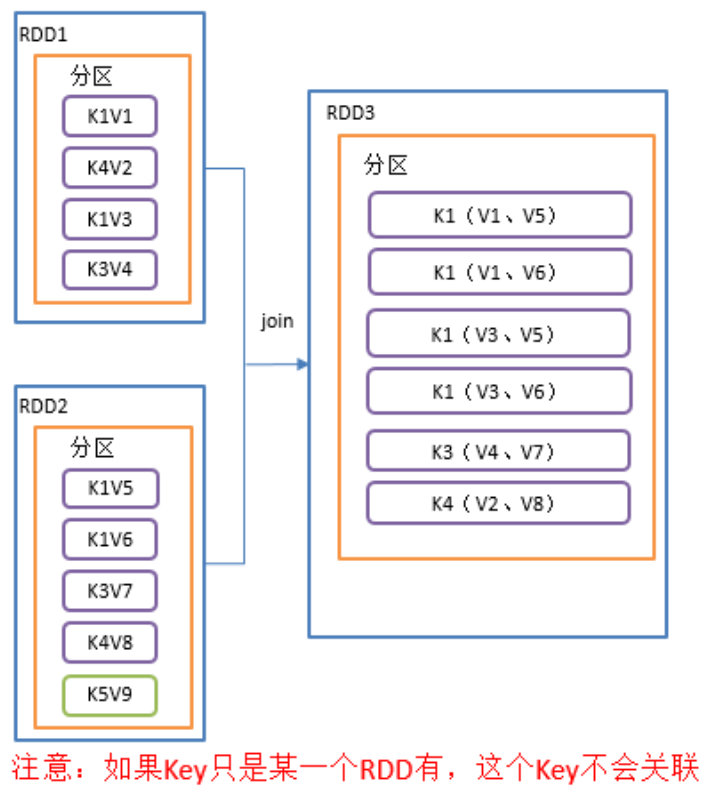 RDD1
分区
K1V1
K4V2
K1V3
K3V4
RDD2
分区
K1V5
K1V6
K3V7
K4V8
K5V9
join
RDD3
分区
K1（V1、V5）
K1（V1、V6）
K1（V3、V5）
K1（V3、V6）
K3（V4、V7）
K4（V2、V8）
注意：如果Key只是某一个RDD有，这个Key不会关联